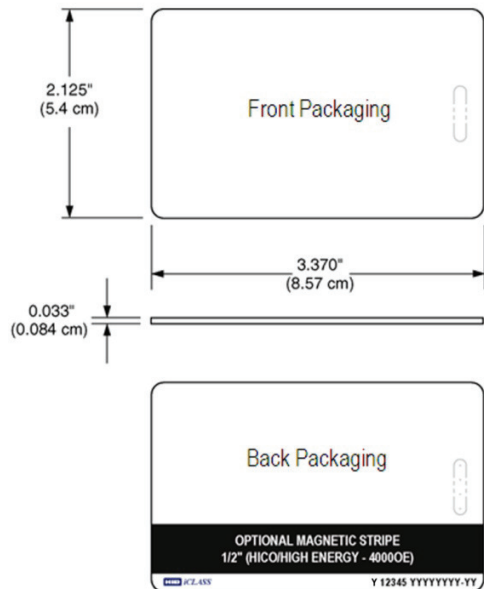 2.125"
(5.4 cm)
Front Packaging
3.370"
(8.57 cm)
0.033"
(0.084 cm)
Back Packaging
OPTIONAL MAGNETIC STRIPE
1/2" (HICO/HIGH ENERGY - 4000OE)
HID iCLASS Y 12345 YYYYYYYY-YY